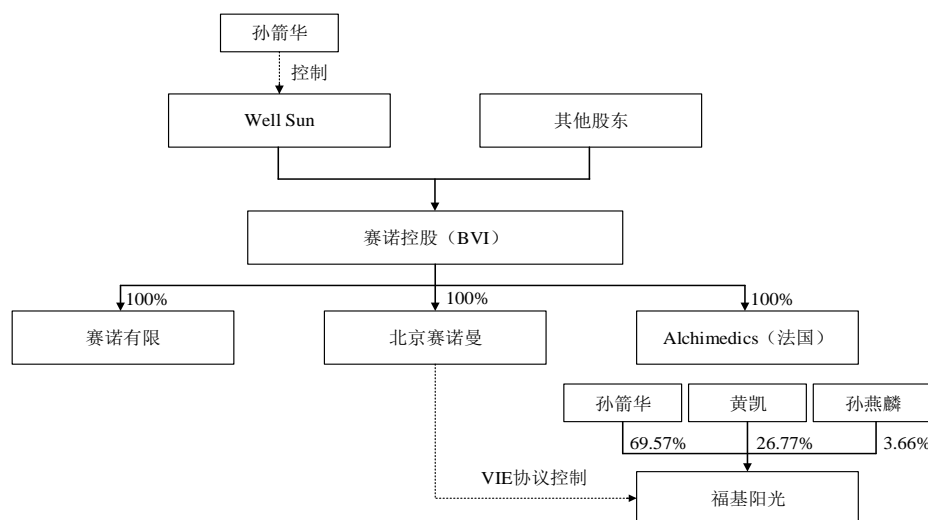 孙箭华
控制
Well Sun
其他股东
赛诺控股（BVI）
100%
100%
100%
赛诺有限
北京赛诺曼
Alchimedics（法国）
孙箭华
黄凯
孙燕麟
69.57%
26.77%
3.66%
VIE协议控制
福基阳光